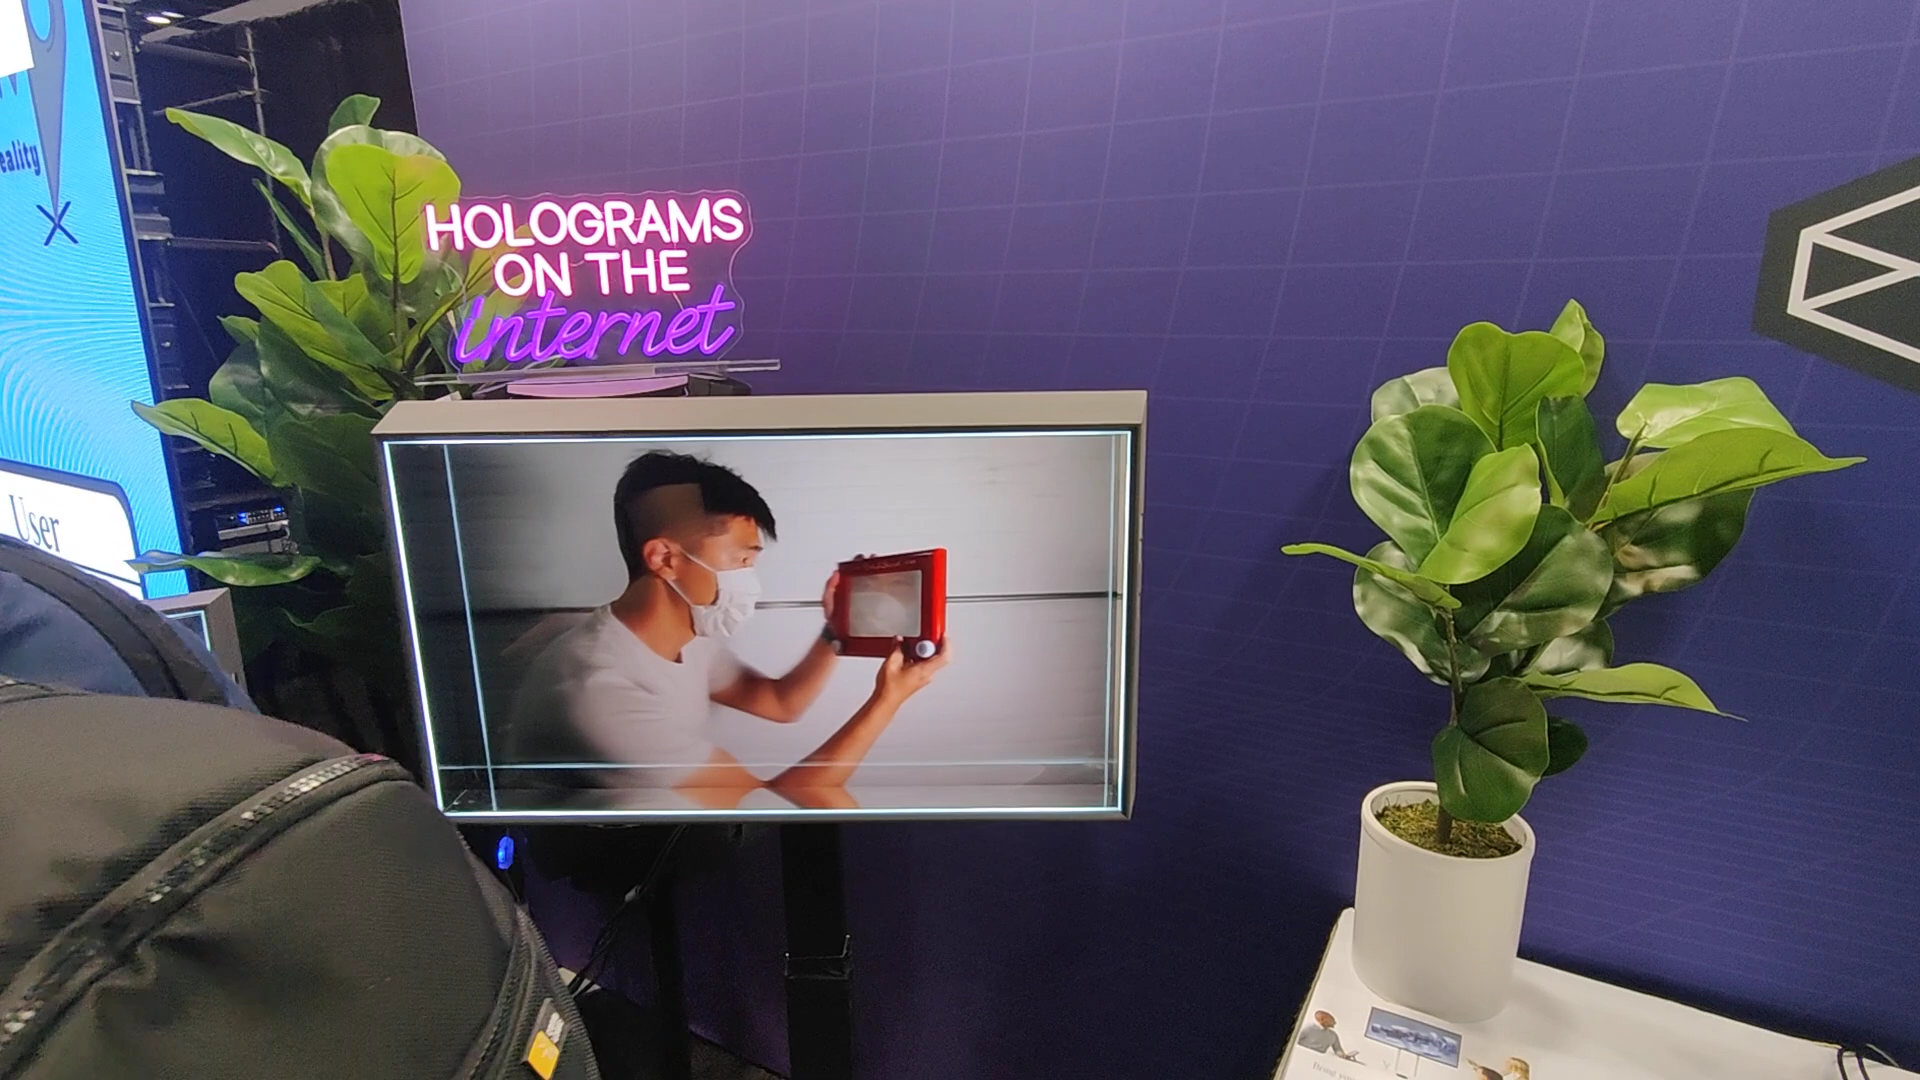 eality
User
HOLOGRAMS
ON THE
internet